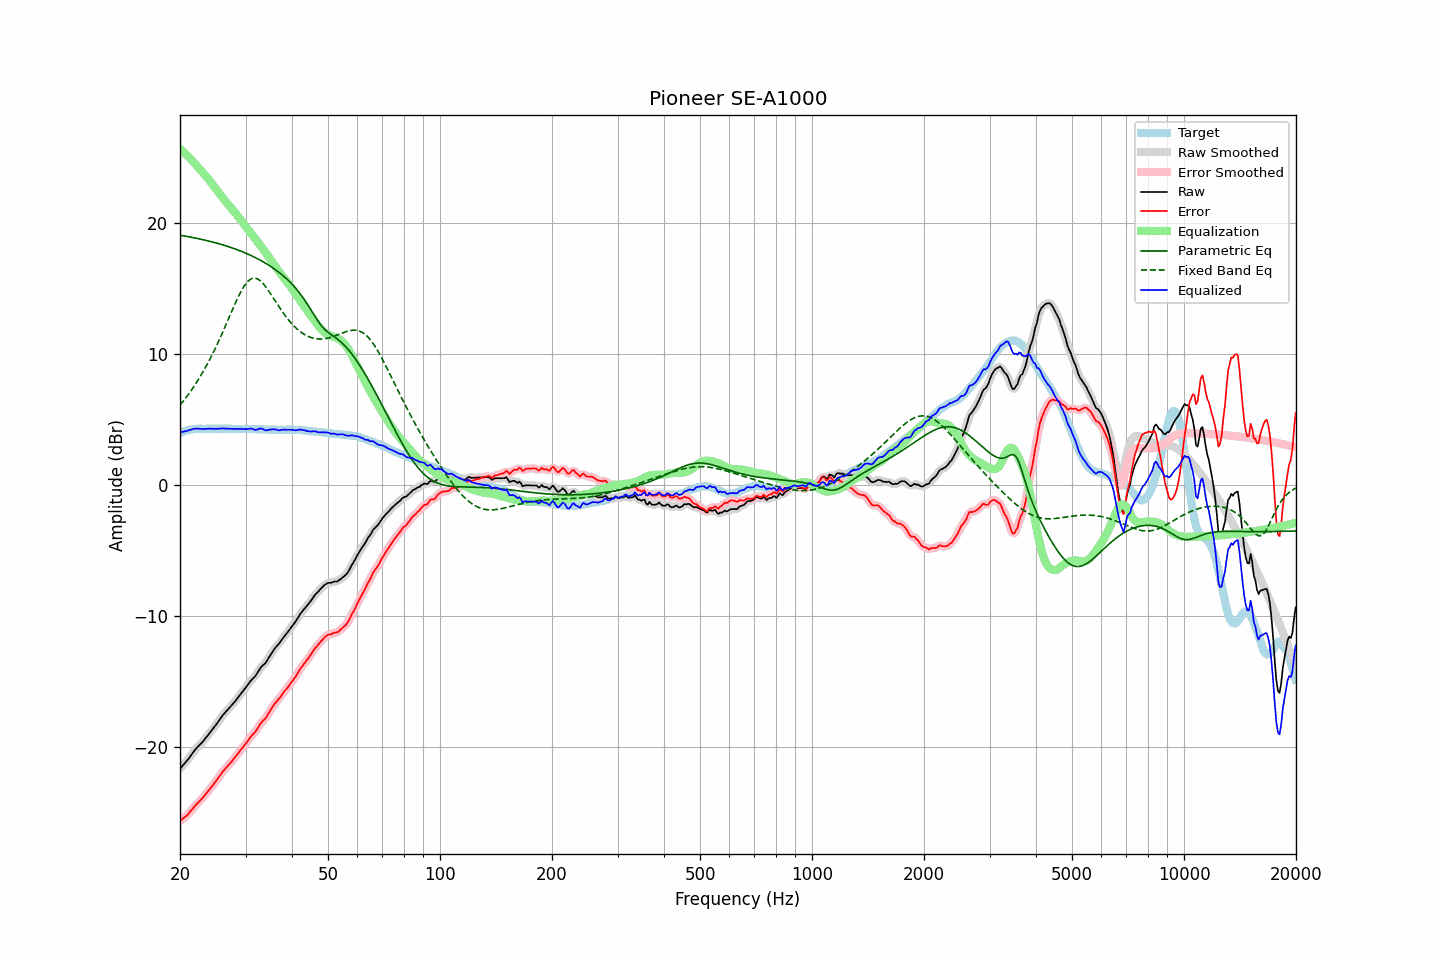 Pioneer SE-A1000
Target
Raw Smoothed
Error Smoothed
Raw
Error
Equalization
Parametric Eq
Fixed Band Eq
Equalized
Amplitude (dBr)
20
10
0
−10
−20
20 50 100 200 500 1000 2000 5000 10000 20000
Frequency (Hz)